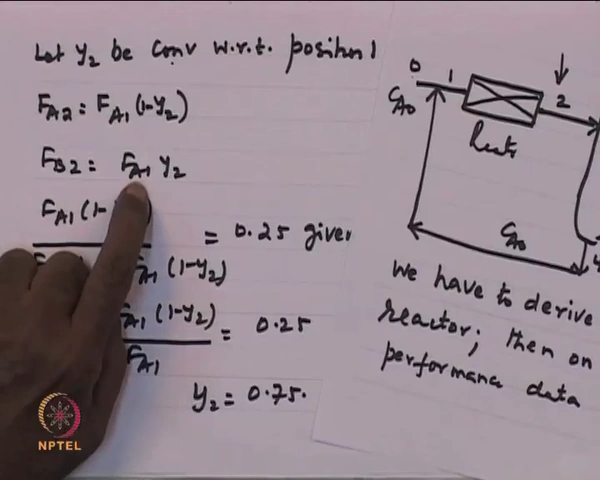 Let y2 be Conv w.r.t. position 1
FA2 = FA1 (1-y2)
FB2 = FA1 y2
FA1 (1-
= 0.25 given
FA1 (1-y2)
FA1 (1-y2)
= 0.25
FA1
y2 = 0.75.
0
1
2
CA0
CA0
We have to derive
reactor; then on
performance data
NPTEL